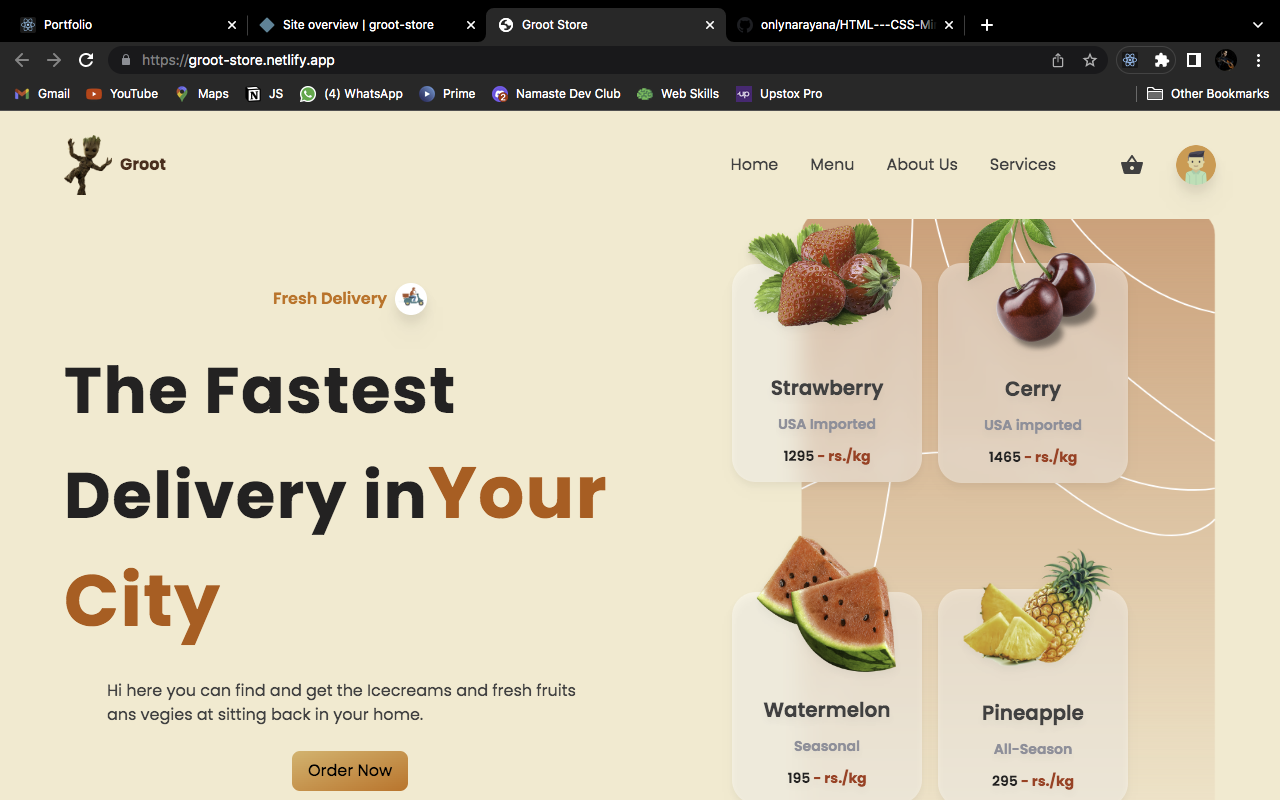 Portfolio
Site overview | groot-store
Groot Store
onlynarayana/HTML---CSS-Mi
https://groot-store.netlify.app
Gmail
YouTube
Maps
JS
(4) WhatsApp
Prime
Namaste Dev Club
Web Skills
up
Upstox Pro
Other Bookmarks
Groot
Home
Menu
About Us
Services
Fresh Delivery
The Fastest
Delivery inYour
City
Hi here you can find and get the Icecreams and fresh fruits
ans vegies at sitting back in your home.
Order Now
Strawberry
USA Imported
1295 - rs./kg
Cerry
USA imported
1465 - rs./kg
Watermelon
Seasonal
195 - rs./kg
Pineapple
All-Season
295 - rs./kg